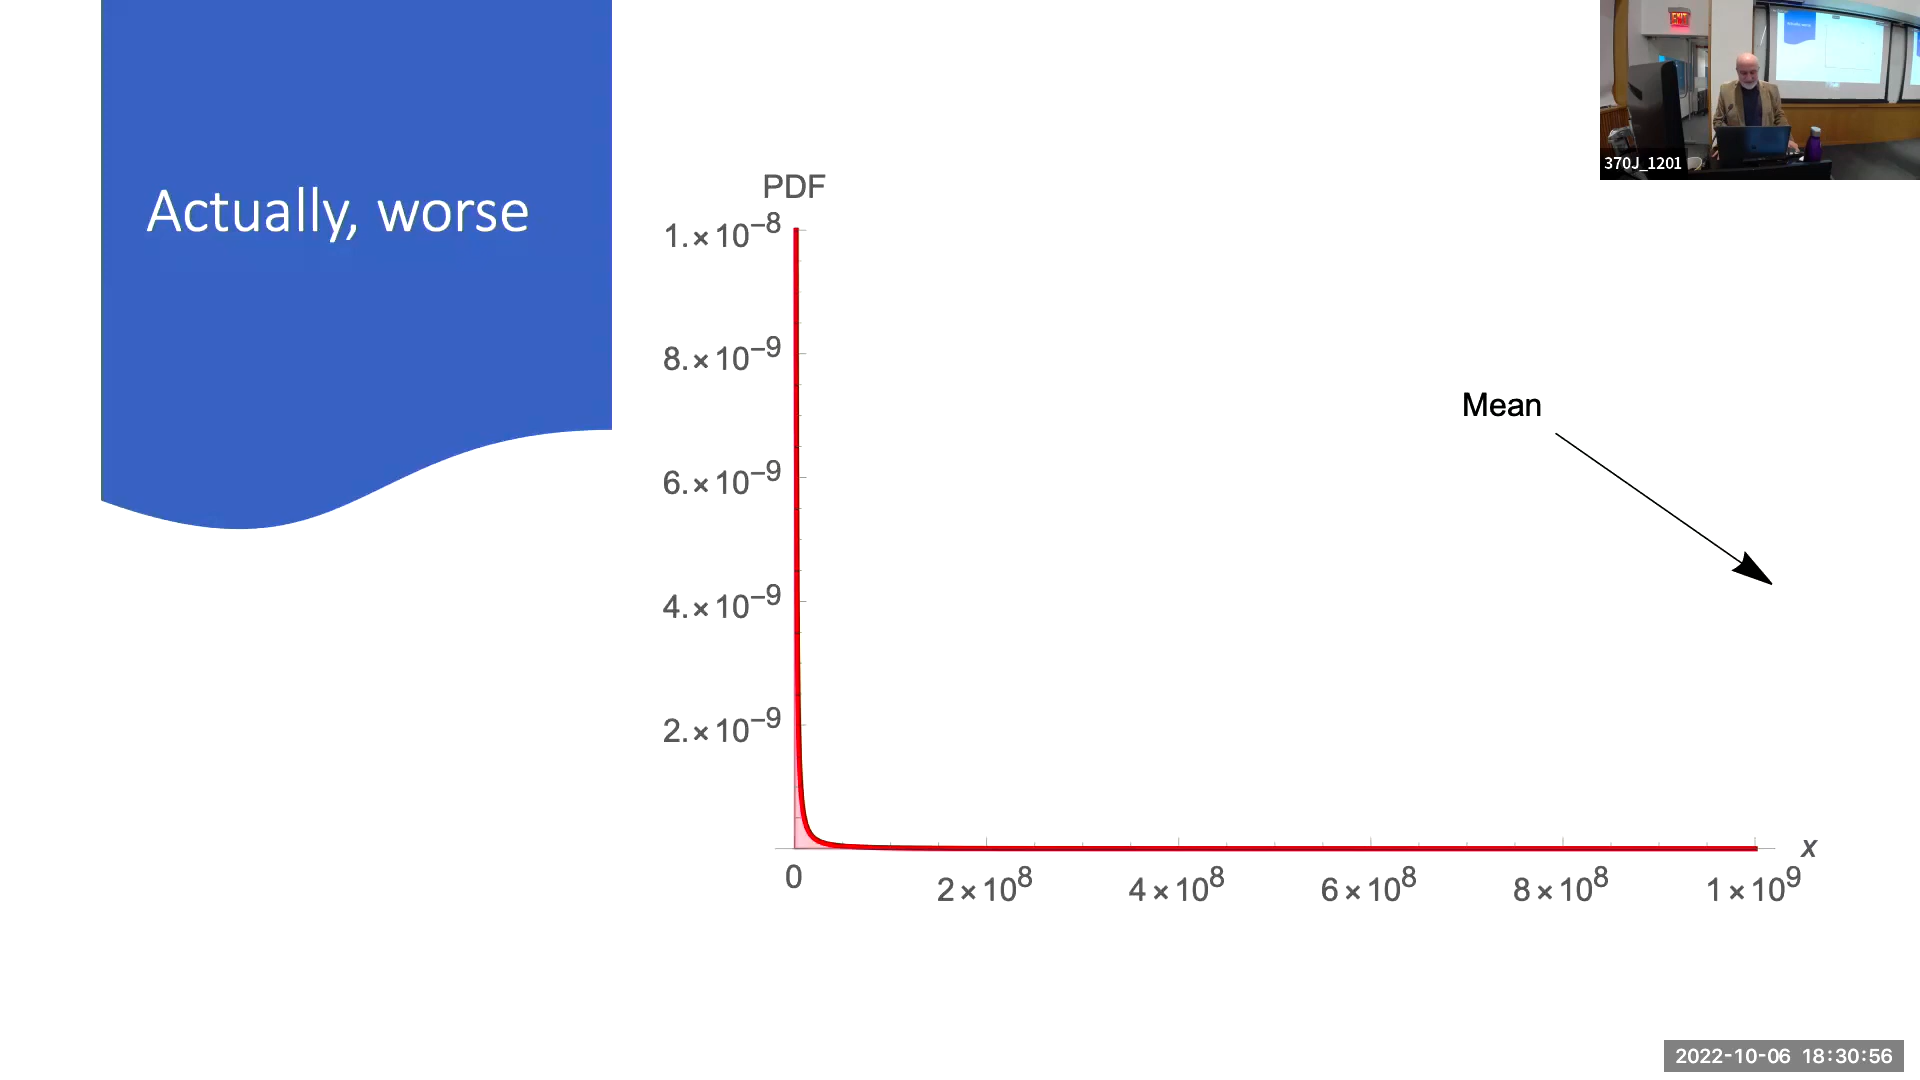 Actually, worse
EXIT
370J_1201
PDF
1.×10⁻⁸
8.×10⁻⁹
6.×10⁻⁹
4.×10⁻⁹
2.×10⁻⁹
Mean
0
2×10⁸
4×10⁸
6×10⁸
8×10⁸
1×10⁹
x
2022-10-06 18:30:56